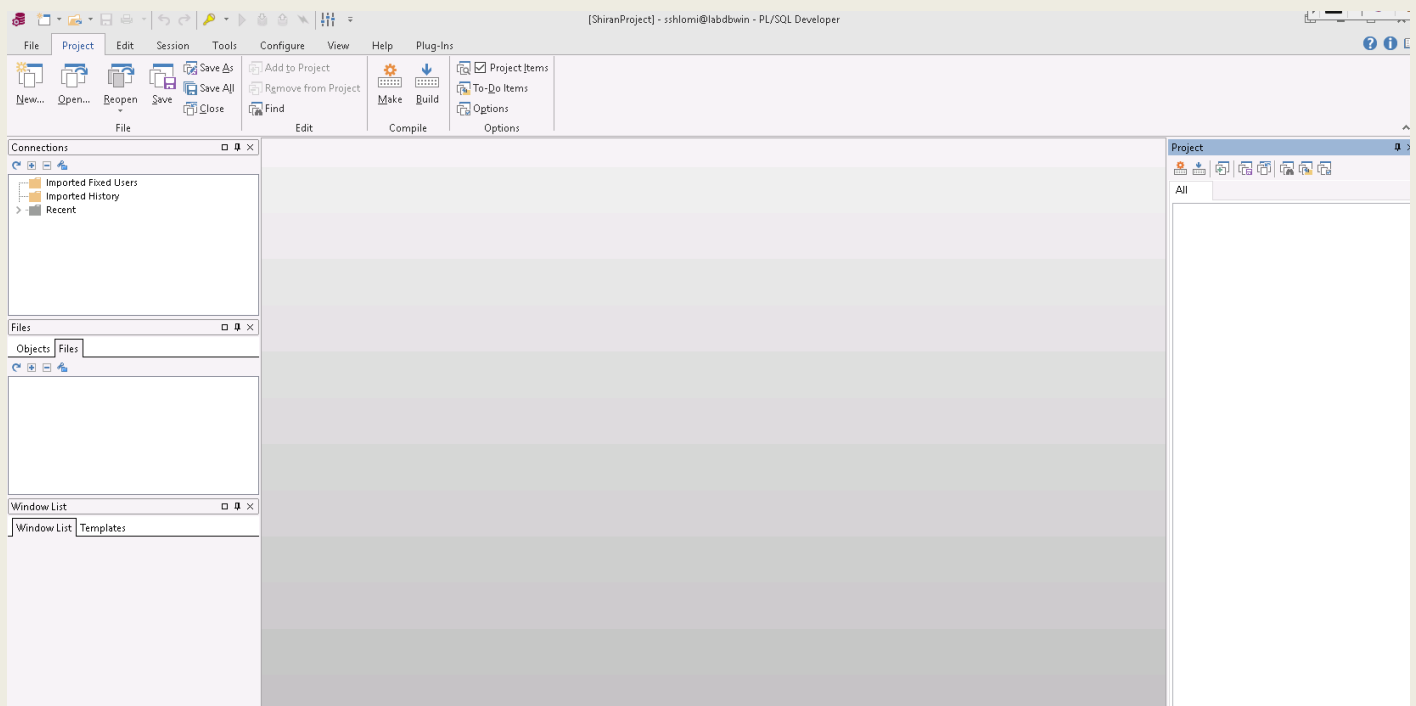 [ShiranProject] - sshlomi@labdbwin - PL/SQL Developer
File Project Edit Session Tools Configure View Help Plug-Ins
New... Open... Reopen Save
Save As
Save All
Close
File
Add to Project
Remove from Project
Find
Edit
Make Build
Compile
Project Items
To-Do Items
Options
Options
Connections
Imported Fixed Users
Imported History
Recent
Files
Objects Files
Window List
Window List Templates
Project
All